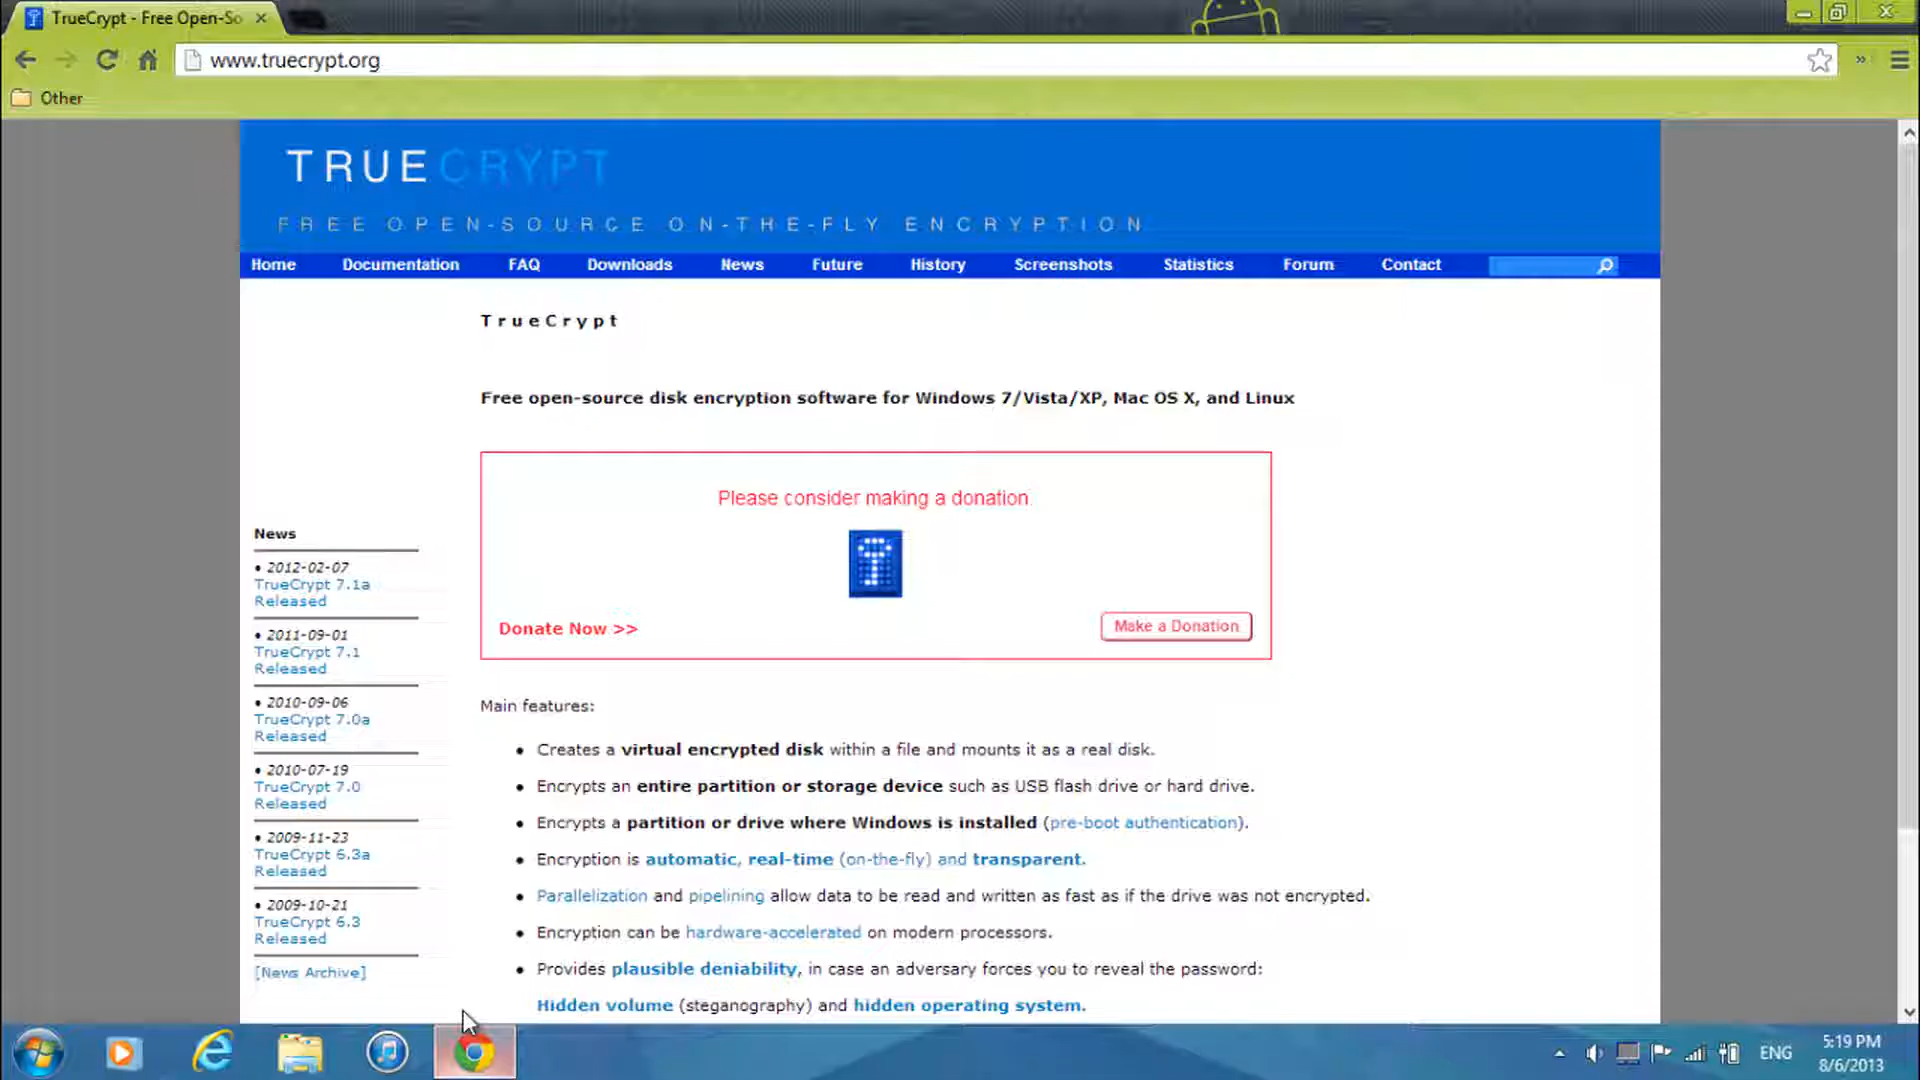 TrueCrypt - Free Open-So
www.truecrypt.org
Other
TRUECRYPT
FREE OPEN-SOURCE ON-THE-FLY ENCRYPTION
Home Documentation FAQ Downloads News Future History Screenshots Statistics Forum Contact
TrueCrypt
Free open-source disk encryption software for Windows 7/Vista/XP, Mac OS X, and Linux
Please consider making a donation.
Donate Now >>
Make a Donation
News
• 2012-02-07
TrueCrypt 7.1a
Released
• 2011-09-01
TrueCrypt 7.1
Released
• 2010-09-06
TrueCrypt 7.0a
Released
• 2010-07-19
TrueCrypt 7.0
Released
• 2009-11-23
TrueCrypt 6.3a
Released
• 2009-10-21
TrueCrypt 6.3
Released
[News Archive]
Main features:
• Creates a virtual encrypted disk within a file and mounts it as a real disk.
• Encrypts an entire partition or storage device such as USB flash drive or hard drive.
• Encrypts a partition or drive where Windows is installed (pre-boot authentication).
• Encryption is automatic, real-time (on-the-fly) and transparent.
• Parallelization and pipelining allow data to be read and written as fast as if the drive was not encrypted.
• Encryption can be hardware-accelerated on modern processors.
• Provides plausible deniability, in case an adversary forces you to reveal the password:
Hidden volume (steganography) and hidden operating system.
ENG
5:19 PM
8/6/2013